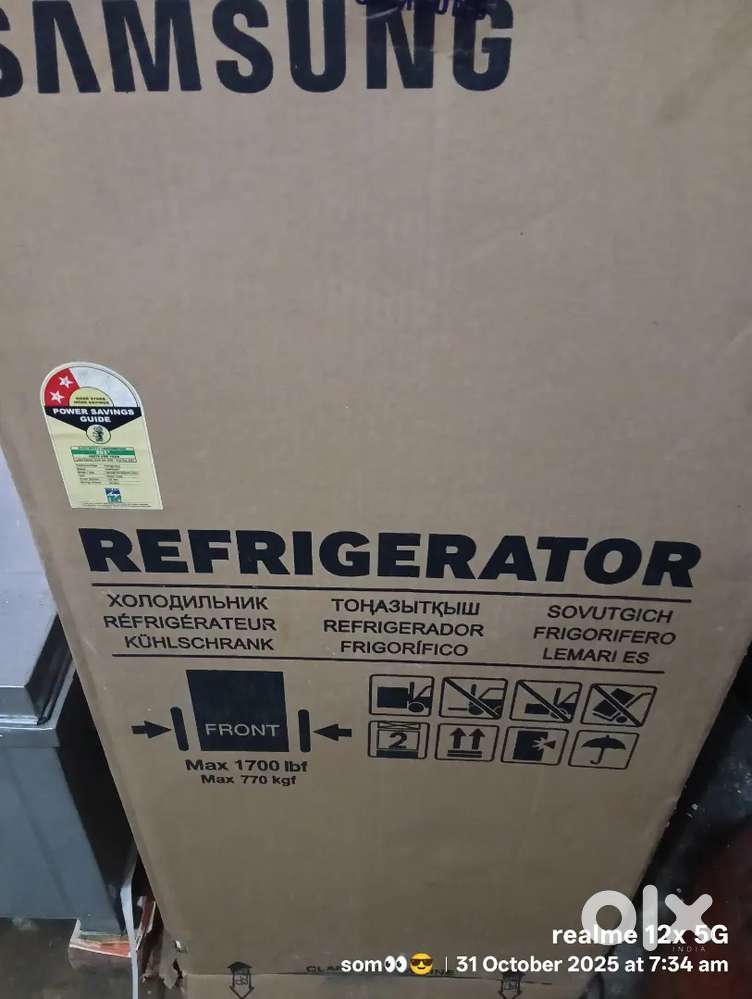 SAMSUNG
POWER SAVINGS
GUIDE
REFRIGERATOR
ХОЛОДИЛЬНИК
RÉFRIGÉRATEUR
KÜHLSCHRANK
ТОҢАЗЫТҚЫШ
REFRIGERADOR
FRIGORÍFICO
SOVUTGICH
FRIGORIFERO
LEMARI ES
FRONT
2
Max 1700 lbf
Max 770 kgf
olx
INDIA
realme 12x 5G
som👀😎 | 31 October 2025 at 7:34 am